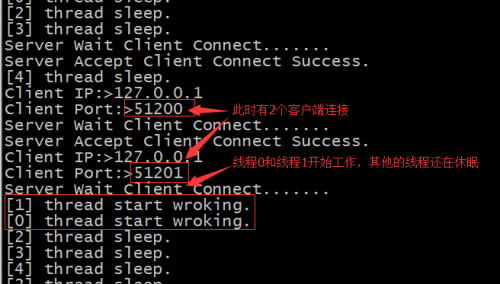 [0] thread sleep.
[2] thread sleep.
[3] thread sleep.
Server Wait Client Connect.......
Server Accept Client Connect Success.
[4] thread sleep.
Client IP:>127.0.0.1
Client Port:>51200
此时有2个客户端连接
Server Wait Client Connect.......
Server Accept Client Connect Success.
Client IP:>127.0.0.1
线程0和线程1开始工作，其他的线程还在休眠
Client Port:>51201
Server Wait Client Connect.......
[1] thread start wroking.
[0] thread start wroking.
[2] thread sleep.
[3] thread sleep.
[4] thread sleep.
thread sleep.